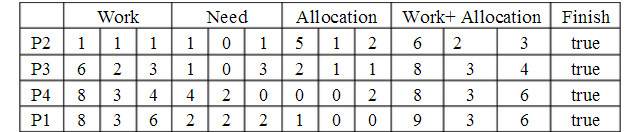 Work Need Allocation Work+ Allocation Finish
P2 1 1 1 1 0 1 5 1 2 6 2 3 true
P3 6 2 3 1 0 3 2 1 1 8 3 4 true
P4 8 3 4 4 2 0 0 0 2 8 3 6 true
P1 8 3 6 2 2 2 1 0 0 9 3 6 true